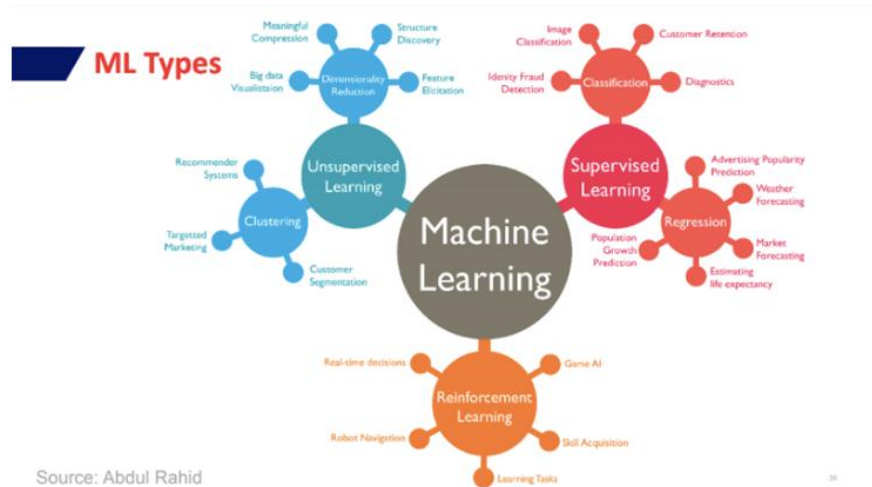 ML Types
Meaningful
Compression
Structure
Discovery
Big data
Visualistaion
Dimensionality
Reduction
Feature
Elicitation
Unsupervised
Learning
Recommender
Systems
Clustering
Targetted
Marketing
Customer
Segmentation
Machine
Learning
Image
Classification
Customer Retention
Idenity Fraud
Detection
Classification
Diagnostics
Supervised
Learning
Advertising Popularity
Prediction
Weather
Forecasting
Regression
Population
Growth
Prediction
Market
Forecasting
Estimating
life expectancy
Real-time decisions
Game AI
Reinforcement
Learning
Robot Navigation
Skill Acquisition
Learning Tasks
Source: Abdul Rahid